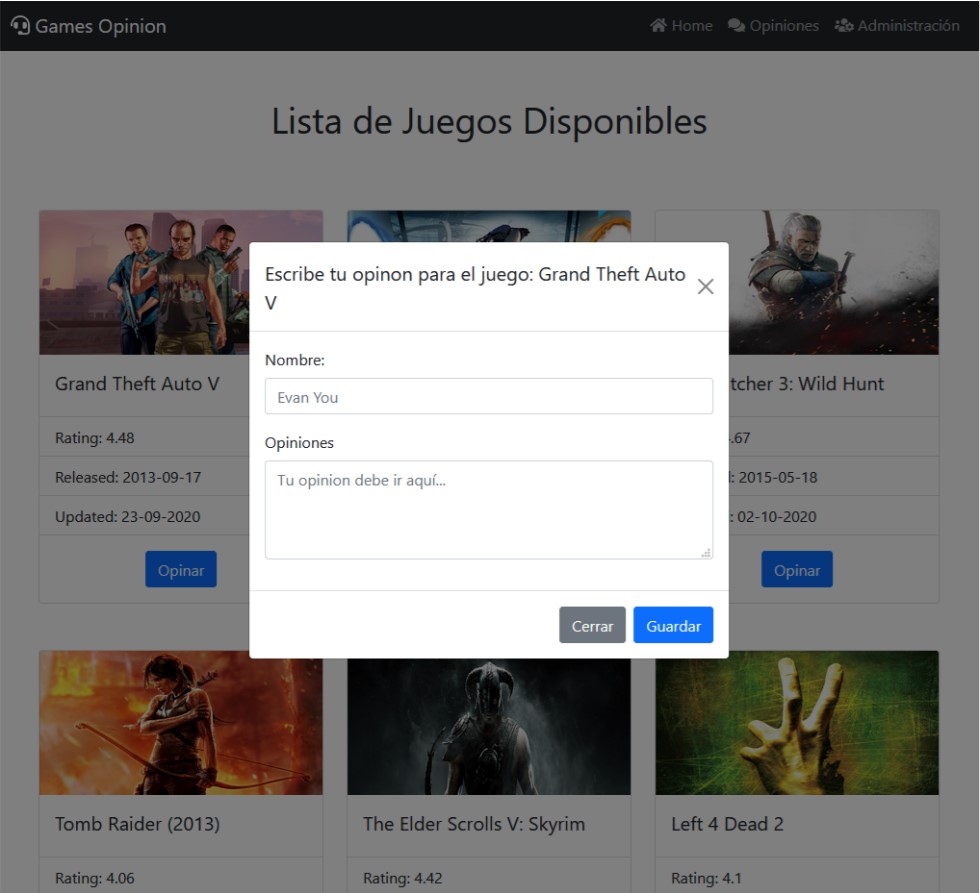 Games Opinion
Home Opiniones Administración
Lista de Juegos Disponibles
Escribe tu opinon para el juego: Grand Theft Auto
V
Nombre:
Evan You
Opiniones
Tu opinion debe ir aquí...
Cerrar Guardar
Grand Theft Auto V
Rating: 4.48
Released: 2013-09-17
Updated: 23-09-2020
Opinar
tcher 3: Wild Hunt
.67
: 2015-05-18
: 02-10-2020
Opinar
Tomb Raider (2013)
Rating: 4.06
The Elder Scrolls V: Skyrim
Rating: 4.42
Left 4 Dead 2
Rating: 4.1